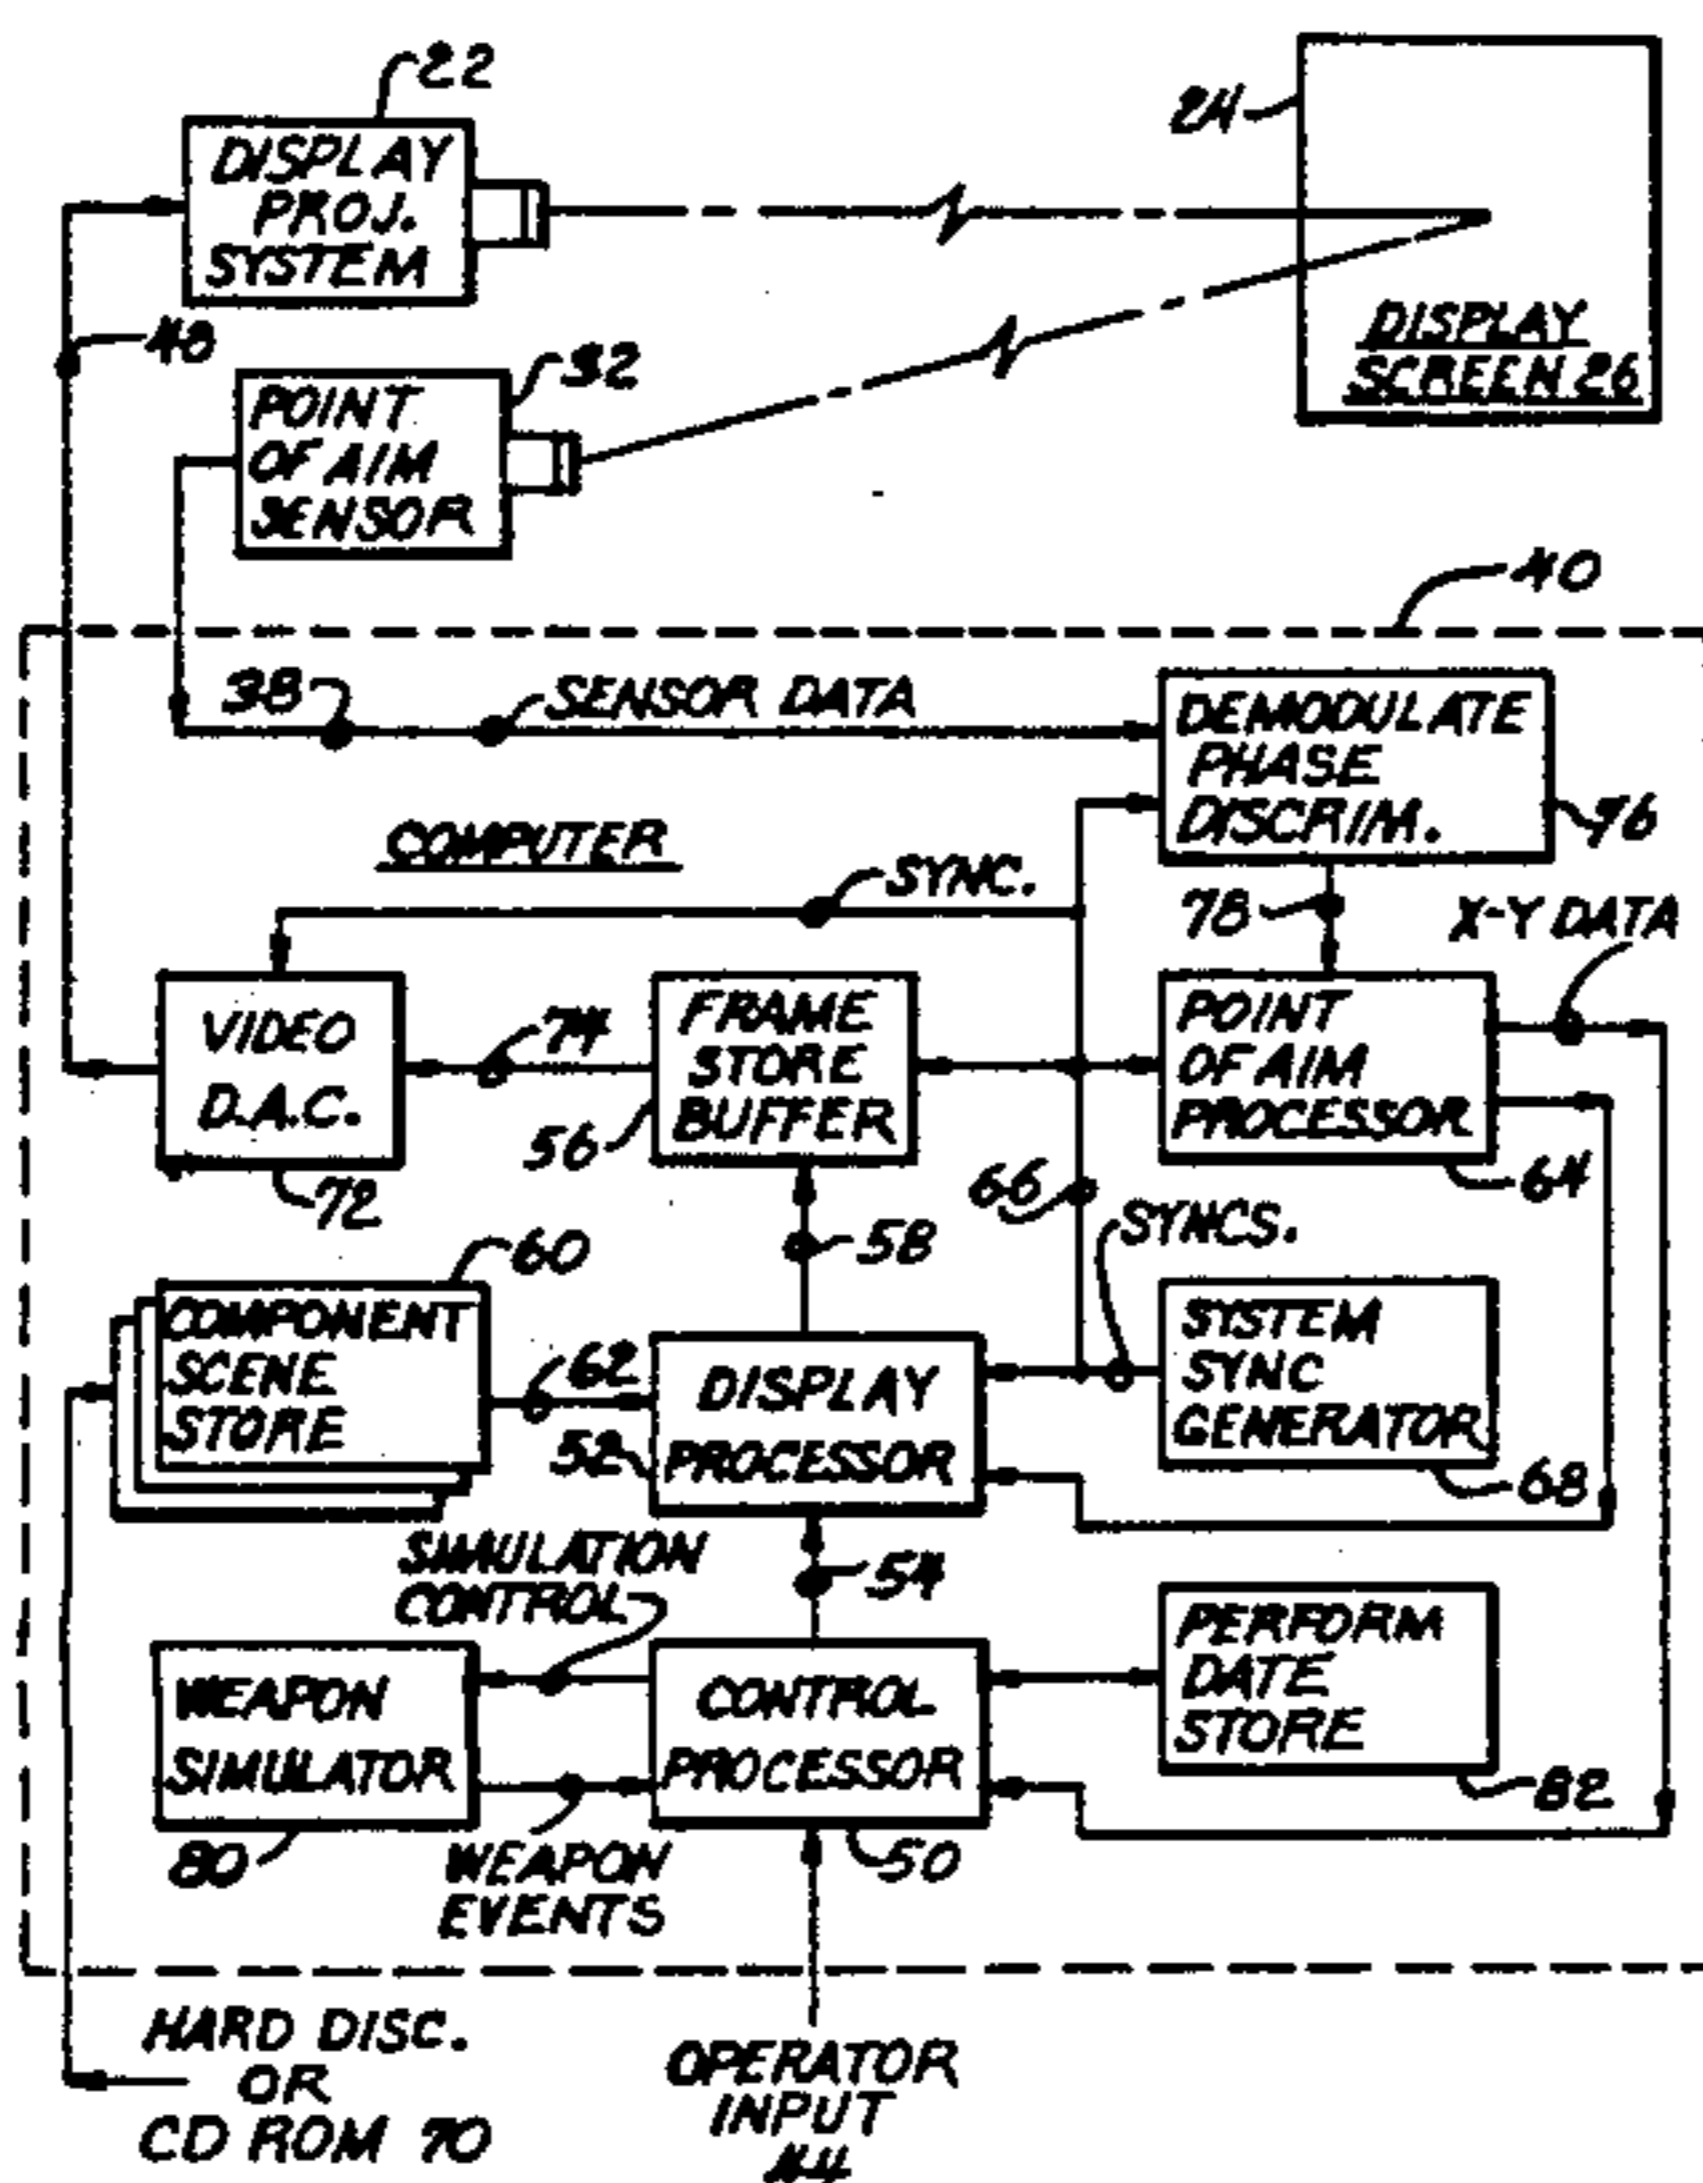 22
DISPLAY
PROJ.
SYSTEM
24
DISPLAY
SCREEN 26
48
32
POINT
OF AIM
SENSOR
40
38
SENSOR DATA
DEMODULATE
PHASE
DISCRIM.
76
COMPUTER
SYNC.
78
X-Y DATA
VIDEO
D.A.C.
72
74
FRAME
STORE
BUFFER
56
POINT
OF AIM
PROCESSOR
64
66
58
SYNCS.
60
COMPONENT
SCENE
STORE
62
52
DISPLAY
PROCESSOR
SYSTEM
SYNC
GENERATOR
68
SIMULATION
CONTROL
54
WEAPON
SIMULATOR
80
WEAPON
EVENTS
CONTROL
PROCESSOR
50
PERFORM
DATE
STORE
82
HARD DISC.
OR
CD ROM 70
OPERATOR
INPUT
44